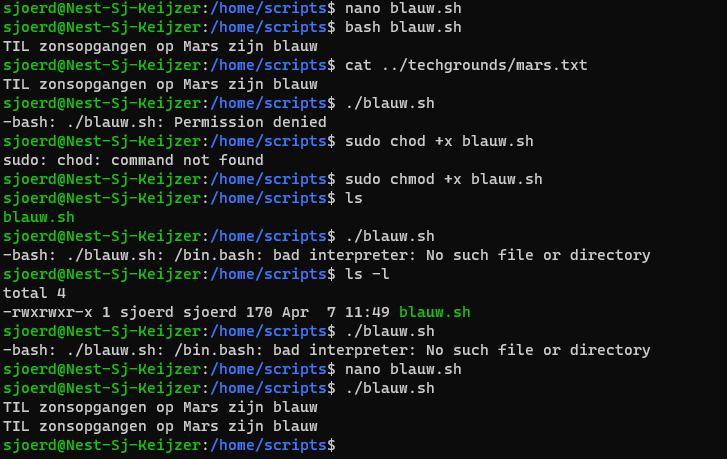 sjoerd@Nest-Sj-Keijzer:/home/scripts$ nano blauw.sh
sjoerd@Nest-Sj-Keijzer:/home/scripts$ bash blauw.sh
TIL zonsopgangen op Mars zijn blauw
sjoerd@Nest-Sj-Keijzer:/home/scripts$ cat ../techgrounds/mars.txt
TIL zonsopgangen op Mars zijn blauw
sjoerd@Nest-Sj-Keijzer:/home/scripts$ ./blauw.sh
-bash: ./blauw.sh: Permission denied
sjoerd@Nest-Sj-Keijzer:/home/scripts$ sudo chod +x blauw.sh
sudo: chod: command not found
sjoerd@Nest-Sj-Keijzer:/home/scripts$ sudo chmod +x blauw.sh
sjoerd@Nest-Sj-Keijzer:/home/scripts$ ls
blauw.sh
sjoerd@Nest-Sj-Keijzer:/home/scripts$ ./blauw.sh
-bash: ./blauw.sh: /bin.bash: bad interpreter: No such file or directory
sjoerd@Nest-Sj-Keijzer:/home/scripts$ ls -l
total 4
-rwxrwxr-x 1 sjoerd sjoerd 170 Apr  7 11:49 blauw.sh
sjoerd@Nest-Sj-Keijzer:/home/scripts$ ./blauw.sh
-bash: ./blauw.sh: /bin.bash: bad interpreter: No such file or directory
sjoerd@Nest-Sj-Keijzer:/home/scripts$ nano blauw.sh
sjoerd@Nest-Sj-Keijzer:/home/scripts$ ./blauw.sh
TIL zonsopgangen op Mars zijn blauw
TIL zonsopgangen op Mars zijn blauw
sjoerd@Nest-Sj-Keijzer:/home/scripts$